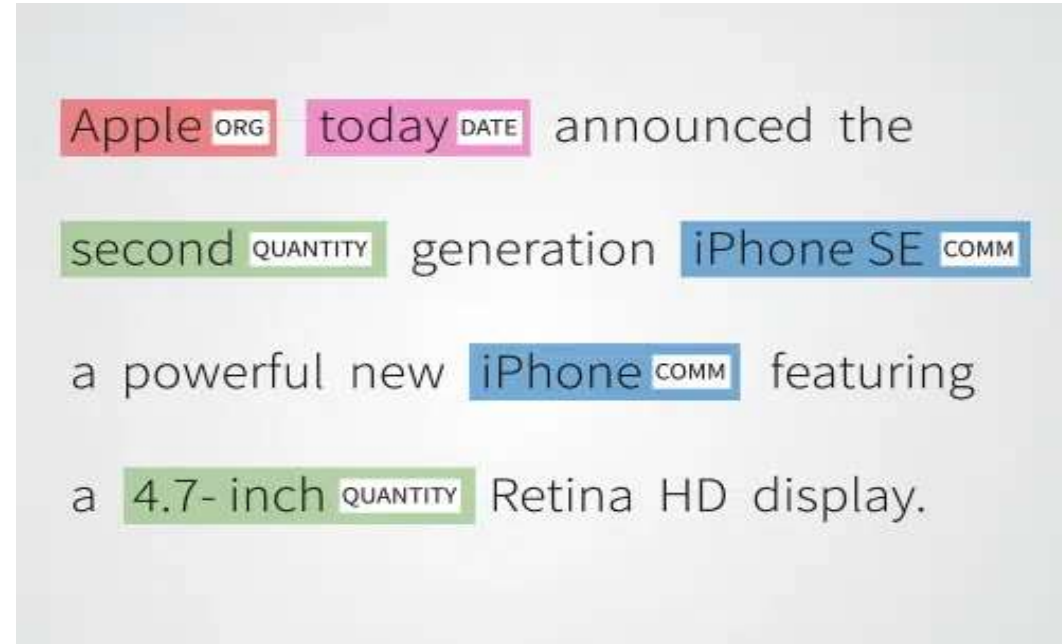 Apple ORG today DATE announced the
second QUANTITY generation iPhone SE COMM
a powerful new iPhone COMM featuring
a 4.7- inch QUANTITY Retina HD display.